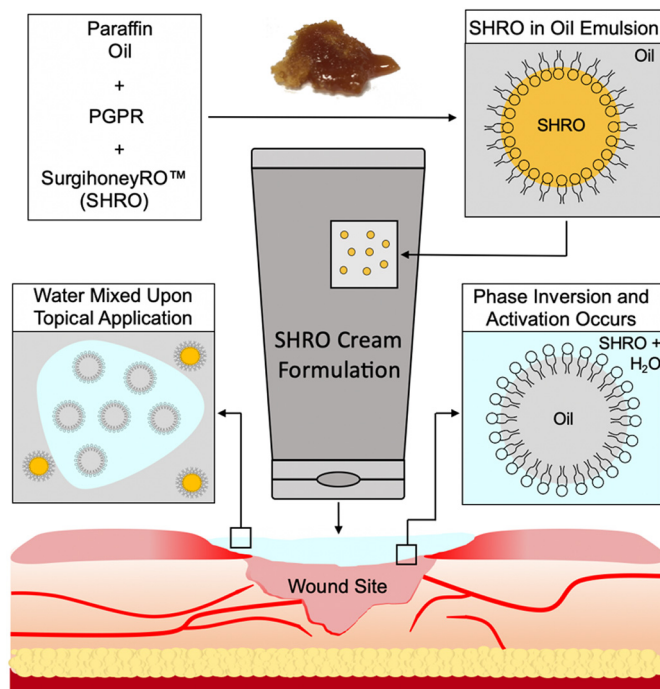 Paraffin
Oil
+
PGPR
+
SurgihoneyRO™
(SHRO)
SHRO in Oil Emulsion
Oil
SHRO
SHRO Cream
Formulation
Water Mixed Upon
Topical Application
Phase Inversion and
Activation Occurs
SHRO +
H₂O
Oil
Wound Site